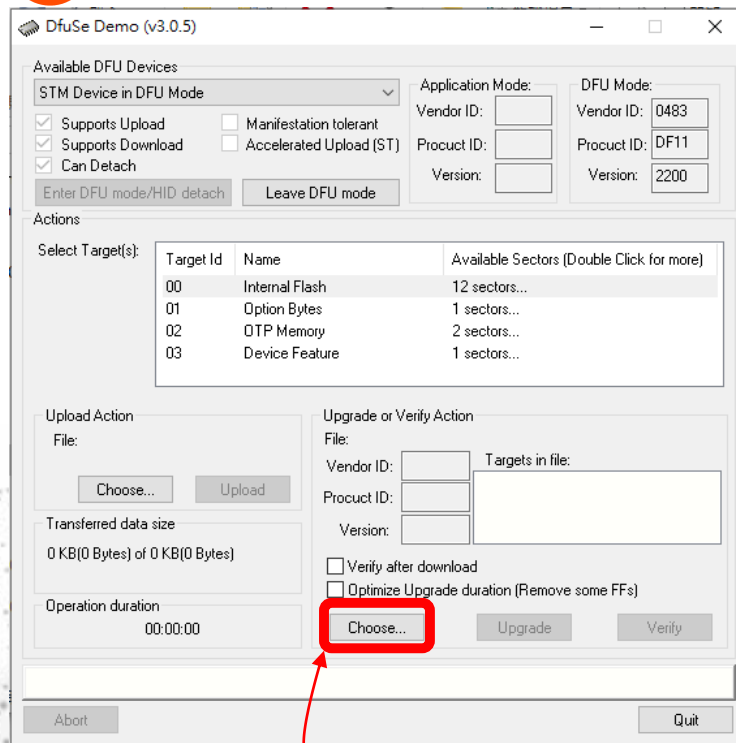 DfuSe Demo (v3.0.5)
Available DFU Devices
STM Device in DFU Mode
Supports Upload
Manifestation tolerant
Supports Download
Accelerated Upload (ST)
Can Detach
Enter DFU mode/HID detach
Leave DFU mode
Application Mode:
Vendor ID:
Procuct ID:
Version:
DFU Mode:
Vendor ID: 0483
Procuct ID: DF11
Version: 2200
Actions
Select Target(s):
Target Id Name Available Sectors (Double Click for more)
00 Internal Flash 12 sectors...
01 Option Bytes 1 sectors...
02 OTP Memory 2 sectors...
03 Device Feature 1 sectors...
Upload Action
File:
Choose... Upload
Transferred data size
0 KB(0 Bytes) of 0 KB(0 Bytes)
Operation duration
00:00:00
Upgrade or Verify Action
File:
Vendor ID:
Procuct ID:
Version:
Targets in file:
Verify after download
Optimize Upgrade duration (Remove some FFs)
Choose... Upgrade Verify
Abort Quit